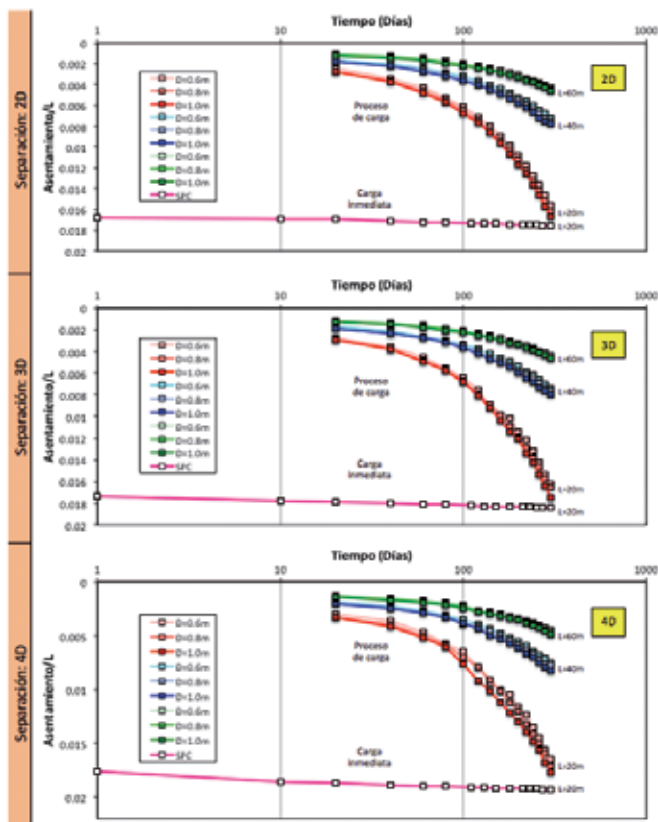 Separación: 2D
Tiempo (Días)
1 10 100 1000
Asentamiento/L
0
0.002
0.004
0.006
0.008
0.01
0.012
0.014
0.016
0.018
0.02
D=0.6m
D=0.8m
D=1.0m
D=0.6m
D=0.8m
D=1.0m
D=0.6m
D=0.8m
D=1.0m
SPC
Proceso
de carga
Carga
inmediata
2D
L=60m
L=40m
L=20m
L=20m
Separación: 3D
Tiempo (Días)
1 10 100 1000
Asentamiento/L
0
0.002
0.004
0.006
0.008
0.01
0.012
0.014
0.016
0.018
0.02
D=0.6m
D=0.8m
D=1.0m
D=0.6m
D=0.8m
D=1.0m
D=0.6m
D=0.8m
D=1.0m
SPC
Proceso
de carga
Carga
inmediata
3D
L=60m
L=40m
L=20m
L=20m
Separación: 4D
Tiempo (Días)
1 10 100 1000
Asentamiento/L
0
0.005
0.01
0.015
0.02
D=0.6m
D=0.8m
D=1.0m
D=0.6m
D=0.8m
D=1.0m
D=0.6m
D=0.8m
D=1.0m
SPC
Proceso
de carga
Carga
inmediata
4D
L=60m
L=40m
L=20m
L=20m